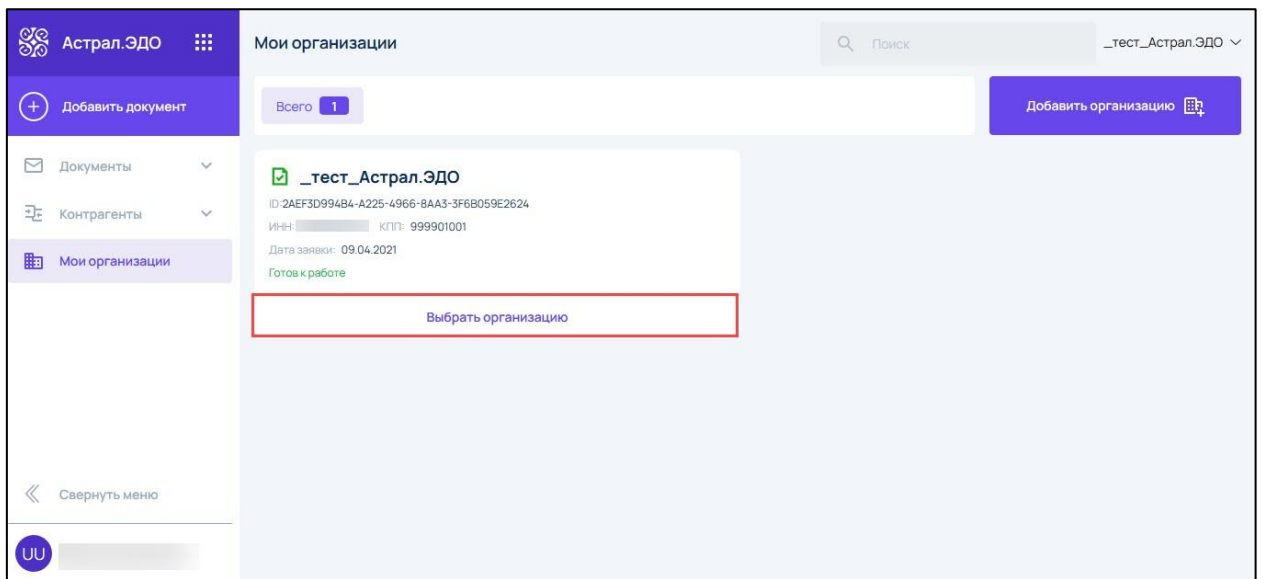 Астрал.ЭДО
Мои организации
Поиск
_тест_Астрал.ЭДО
Добавить документ
Всего 1
Добавить организацию
Документы
Контрагенты
Мои организации
_тест_Астрал.ЭДО
ID:2AEF3D994B4-A225-4966-8AA3-3F6B059E2624
ИНН: КПП: 999901001
Дата заявки: 09.04.2021
Готов к работе
Выбрать организацию
Свернуть меню
UU